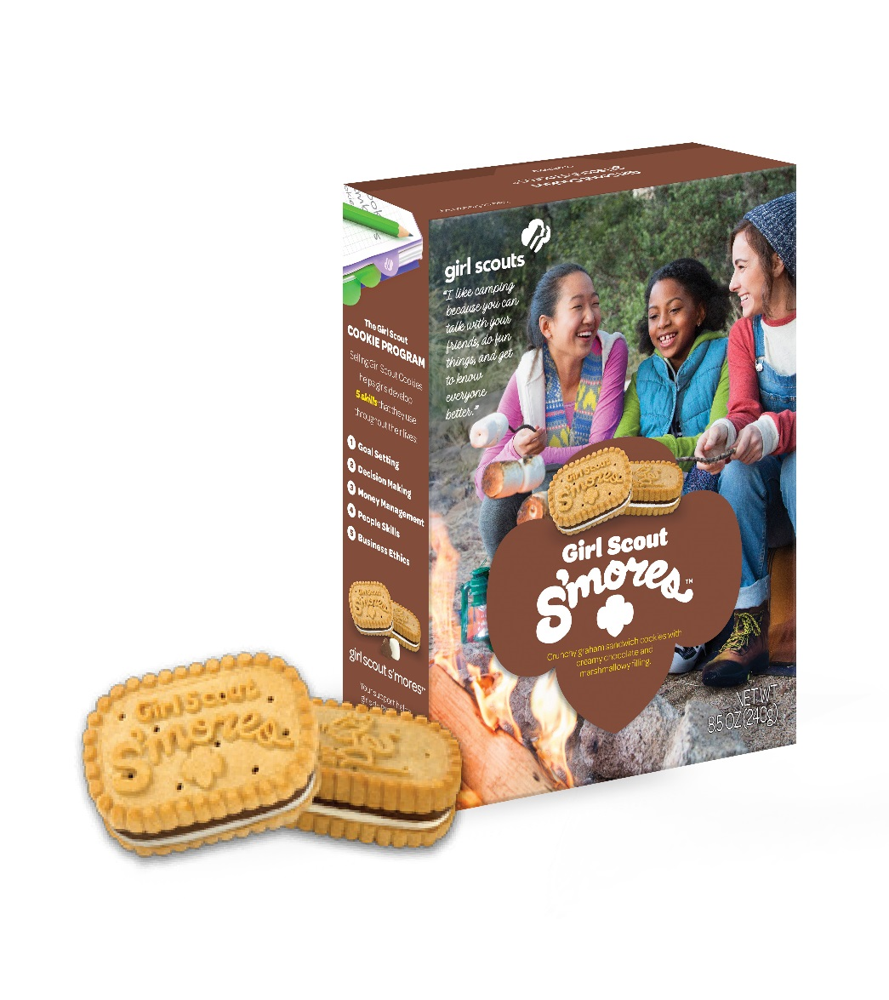 The Girl Scout
COOKIE PROGRAM
Selling Girl Scout Cookies
helps girls develop
5 skills that they use
throughout their lives:
1 Goal Setting
2 Decision Making
3 Money Management
4 People Skills
5 Business Ethics
Girl Scout
S'mores
girl scout s'mores™
Your support helps
girl scouts
"I like camping
because you can
talk with your
friends, do fun
things, and get
to know
everyone
better."
Girl Scout
S'mores
Girl Scout
S'mores™
Crunchy graham sandwich cookies with
creamy chocolate and
marshmallowy filling.
NET WT
8.5 OZ (240g)
Girl Scout
S'mores